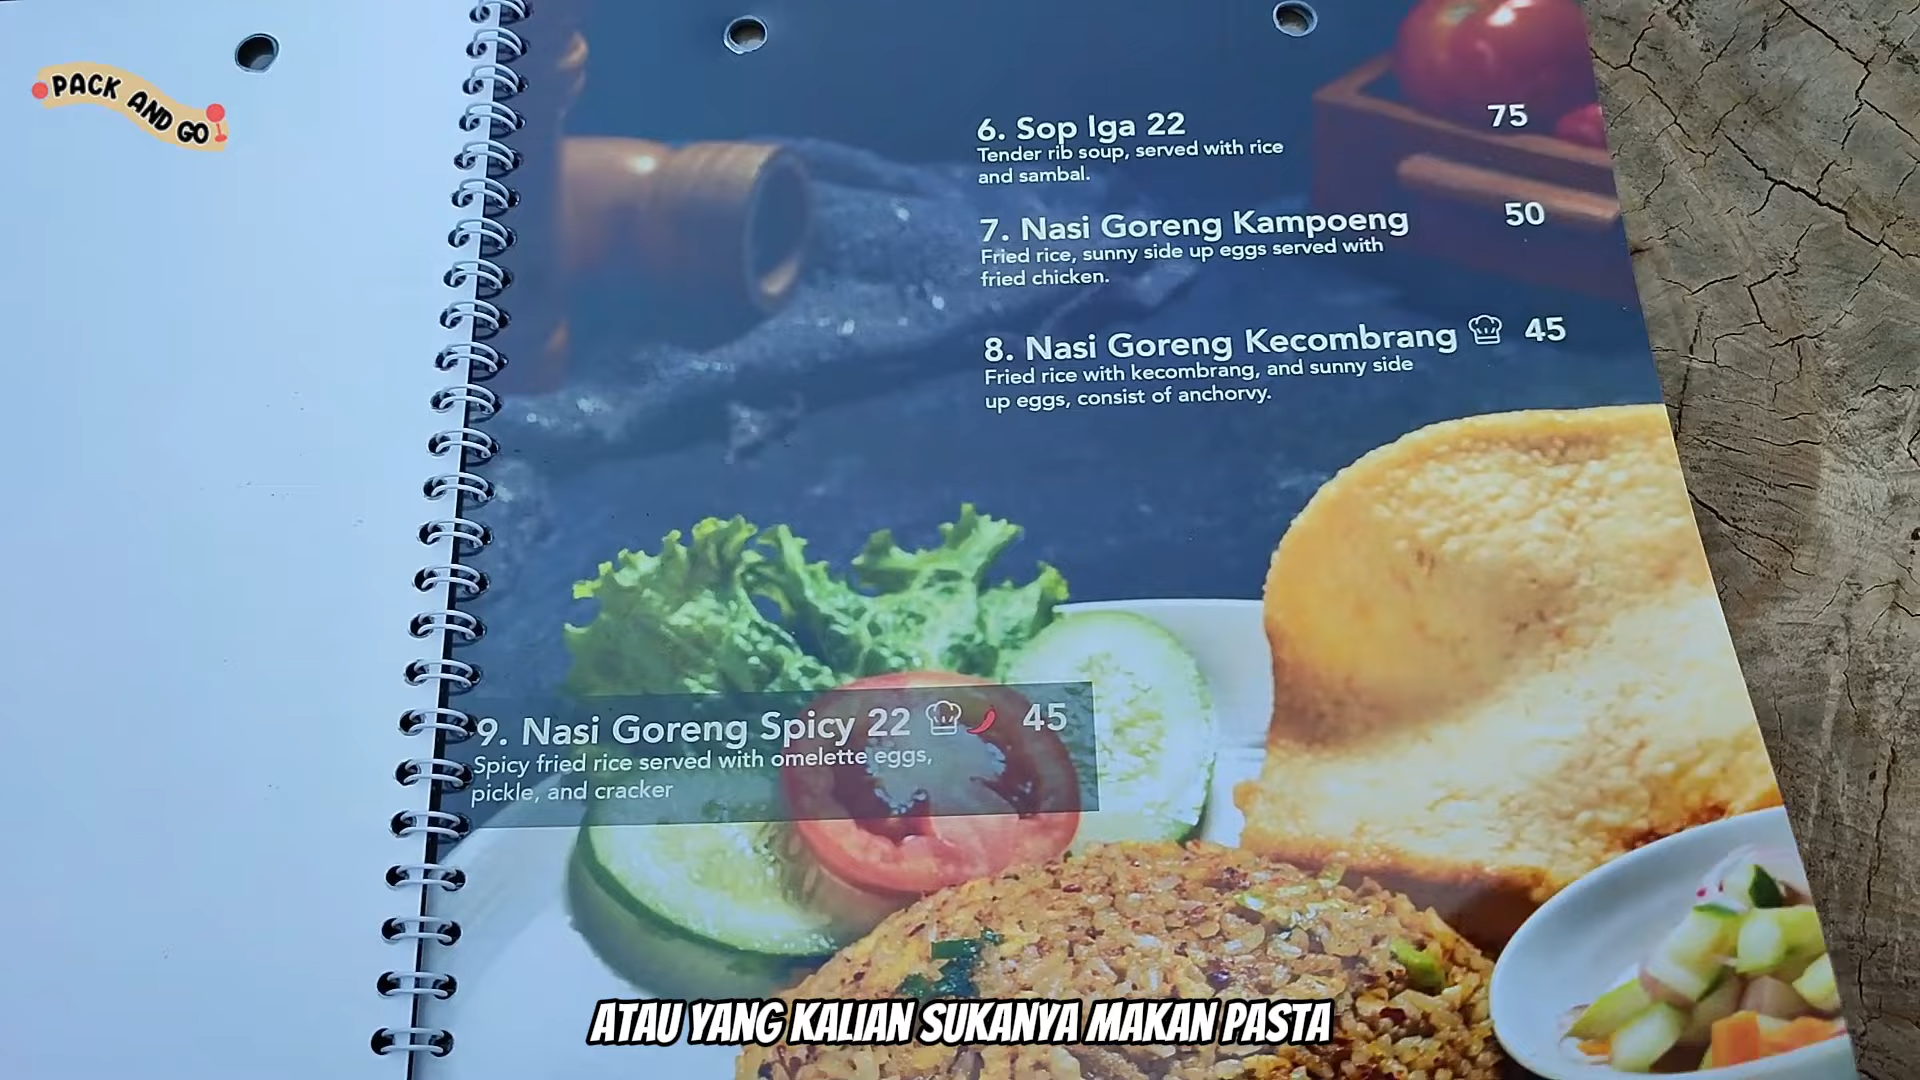 PACK AND GO
6. Sop Iga 22 75
Tender rib soup, served with rice
and sambal.
7. Nasi Goreng Kampoeng 50
Fried rice, sunny side up eggs served with
fried chicken.
8. Nasi Goreng Kecombrang 45
Fried rice with kecombrang, and sunny side
up eggs, consist of anchorvy.
9. Nasi Goreng Spicy 22 45
Spicy fried rice served with omelette eggs,
pickle, and cracker
ATAU YANG KALIAN SUKANYA MAKAN PASTA